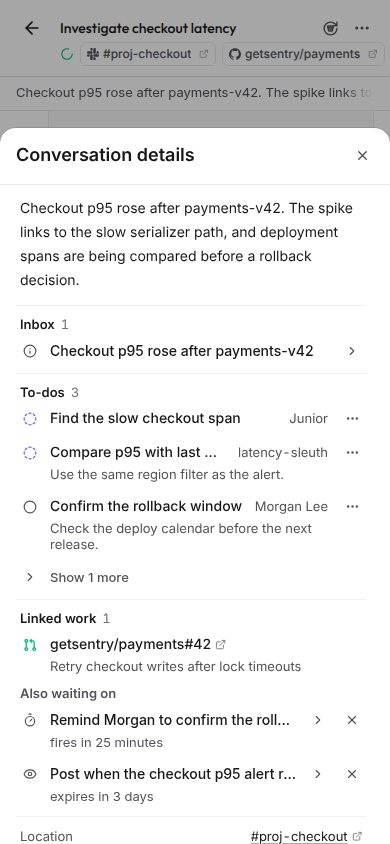 Investigate checkout latency
#proj-checkout
getsentry/payments
Checkout p95 rose after payments-v42. The spike links to
Conversation details
Checkout p95 rose after payments-v42. The spike
links to the slow serializer path, and deployment
spans are being compared before a rollback
decision.
Inbox 1
Checkout p95 rose after payments-v42
To-dos 3
Find the slow checkout span Junior
Compare p95 with last ... latency-sleuth
Use the same region filter as the alert.
Confirm the rollback window Morgan Lee
Check the deploy calendar before the next
release.
Show 1 more
Linked work 1
getsentry/payments#42
Retry checkout writes after lock timeouts
Also waiting on
Remind Morgan to confirm the roll...
fires in 25 minutes
Post when the checkout p95 alert r...
expires in 3 days
Location #proj-checkout